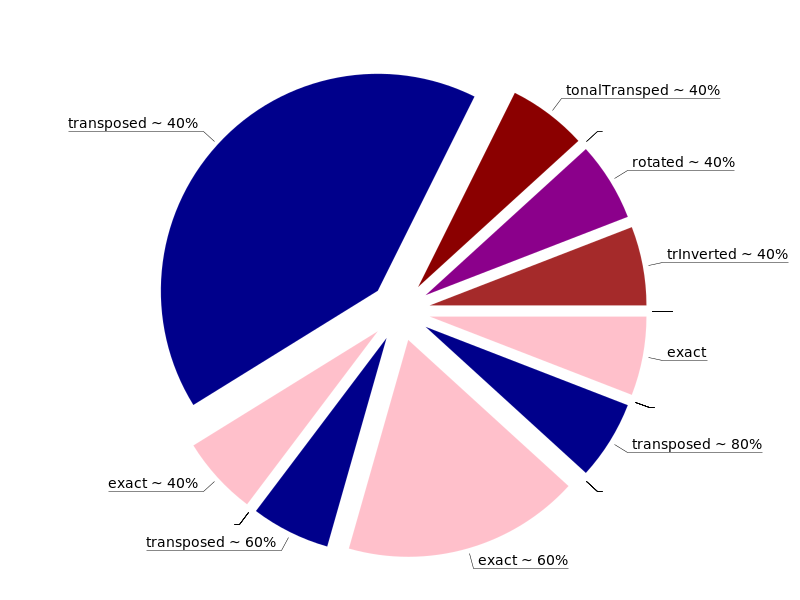 tonalTransped ~ 40%
transposed ~ 40%
rotated ~ 40%
trInverted ~ 40%
exact
transposed ~ 80%
exact ~ 40%
transposed ~ 60%
exact ~ 60%